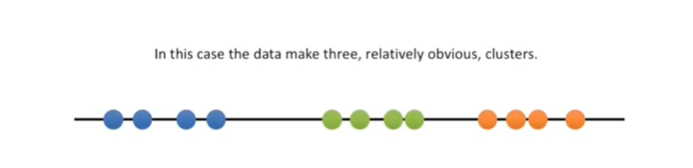 In this case the data make three, relatively obvious, clusters.